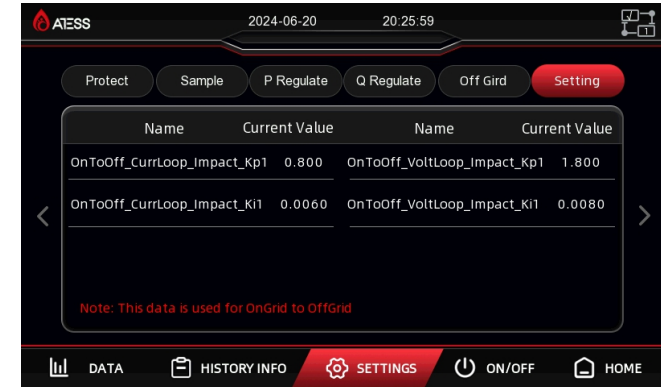 ATESS 2024-06-20 20:25:59
1
Protect Sample P Regulate Q Regulate Off Gird Setting
Name Current Value Name Current Value
OnToOff_CurrLoop_Impact_Kp1 0.800 OnToOff_VoltLoop_Impact_Kp1 1.800
OnToOff_CurrLoop_Impact_Ki1 0.0060 OnToOff_VoltLoop_Impact_Ki1 0.0080
Note: This data is used for OnGrid to OffGrid
DATA HISTORY INFO SETTINGS ON/OFF HOME